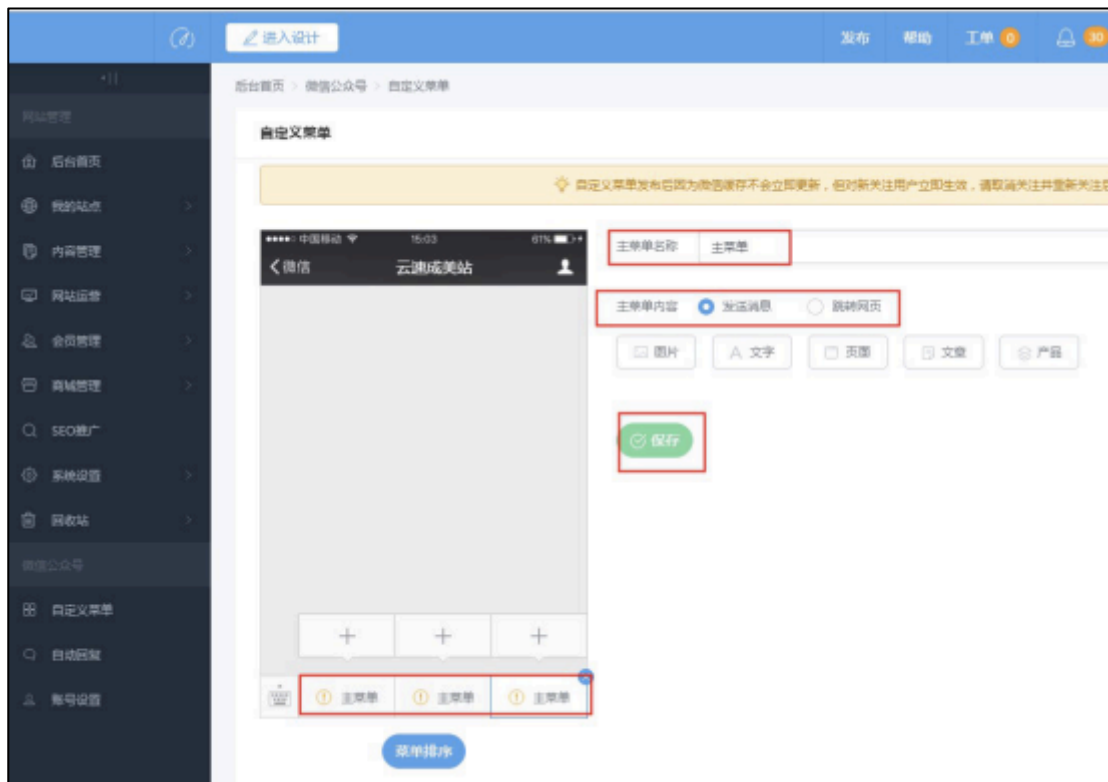 进入设计
发布 帮助 工单 0 30
后台首页 > 微信公众号 > 自定义菜单
网站管理
后台首页
我的站点
内容管理
网站运营
会员管理
商城管理
SEO推广
系统设置
回收站
微信公众号
自定义菜单
自动回复
账号设置
自定义菜单
自定义菜单发布后因为微信缓存不会立即更新，但对新关注用户立即生效，请取消关注并重新关注
中国移动 15:03 61%
微信 云速成美站
主菜单 主菜单 主菜单
菜单排序
主菜单名称 主菜单
主菜单内容 发送消息 跳转网页
图片 A 文字 页面 文章 产品
保存